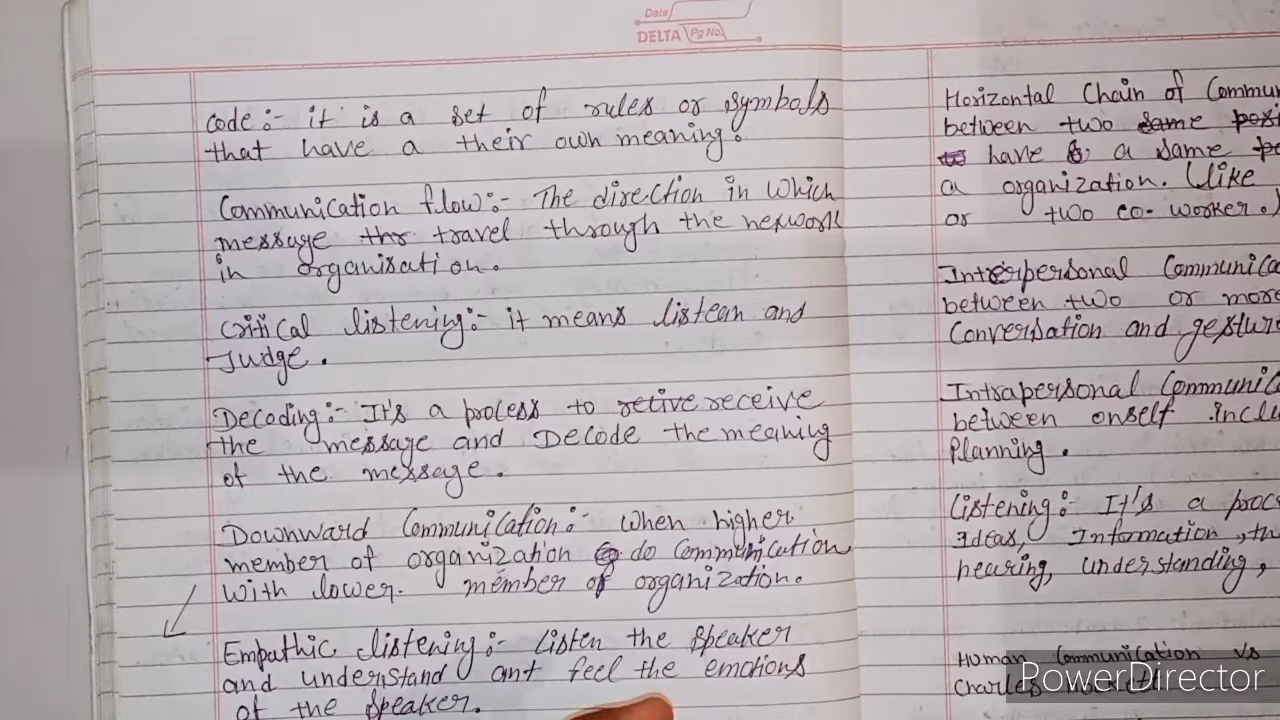 Date
DELTA Pg No.
Code:- it is a set of rules or symbols
that have a their own meaning.
Communication flow:- The direction in which
message thr travel through the network
in organisation.
Critical listening:- it means listean and
Judge.
Decoding:- It's a process to retive receive
the message and Decode the meaning
of the message.
Downward Communication:- when higher
member of organization do communication
with lower. member of organization.
Empathic listening:- listen the speaker
and understand ant feel the emotions
of the speaker.
Horizontal Chain of Commun
between two same post
have a same po
a organization. (like
or two co-worker.)
Interpersonal Communica
between two or more
Conversation and gestur
Intrapersonal Communic
between onself inclu
Planning.
Listening:- It's a proc
Ideas, Information, th
hearing, understanding,
Human Communication vs
Charles
PowerDirector